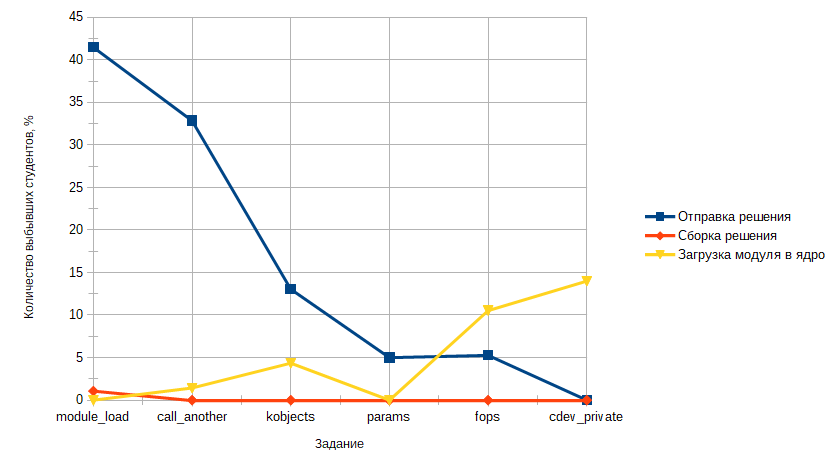 Количество выбывших студентов, %
45
40
35
30
25
20
15
10
5
0
module_load call_another kobjects params fops cdev_private
Задание
Отправка решения
Сборка решения
Загрузка модуля в ядро